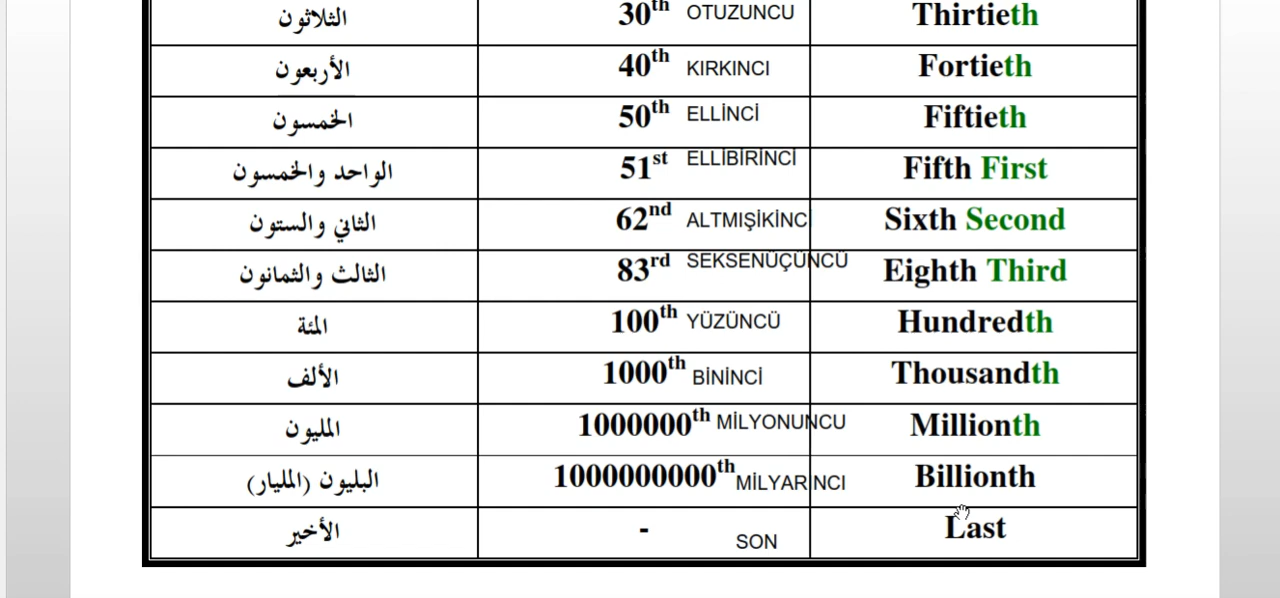 الثلاثون 30th OTUZUNCU Thirtieth
الأربعون 40th KIRKINCI Fortieth
الخمسون 50th ELLİNCİ Fiftieth
الواحد والخمسون 51st ELLİBİRİNCİ Fifth First
الثاني والستون 62nd ALTMIŞİKİNCİ Sixth Second
الثالث والثمانون 83rd SEKSENÜÇÜNCÜ Eighth Third
المئة 100th YÜZÜNCÜ Hundredth
الألف 1000th BİNİNCİ Thousandth
المليون 1000000th MİLYONUNCU Millionth
البليون (المليار) 1000000000th MİLYARINCI Billionth
الأخير - SON Last